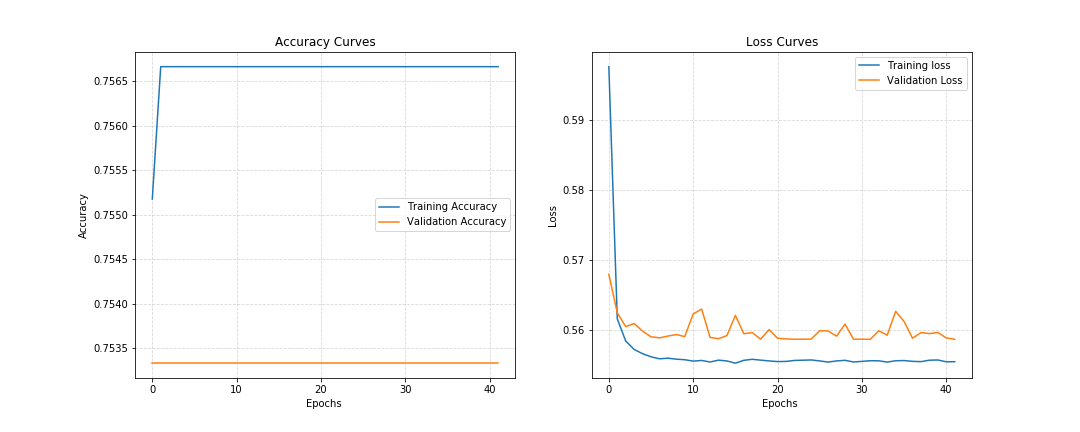 Accuracy Curves
0.7565
0.7560
0.7555
0.7550
0.7545
0.7540
0.7535
Accuracy
Training Accuracy
Validation Accuracy
0 10 20 30 40
Epochs
Loss Curves
0.59
0.58
0.57
0.56
Loss
Training loss
Validation Loss
0 10 20 30 40
Epochs